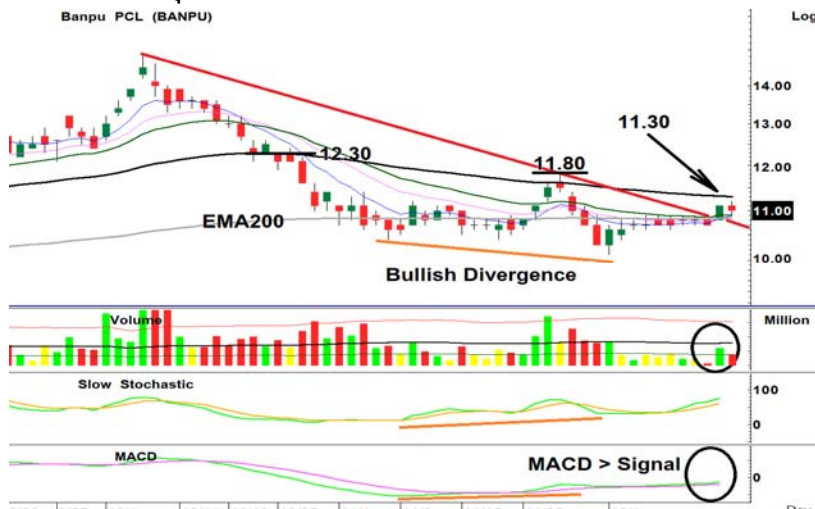 Banpu PCL (BANPU)
Log
14.00
13.00
11.30
12.30
11.80
12.00
11.00
EMA200
10.00
Bullish Divergence
Volume
Million
Slow Stochastic
100
0
MACD
MACD > Signal
0